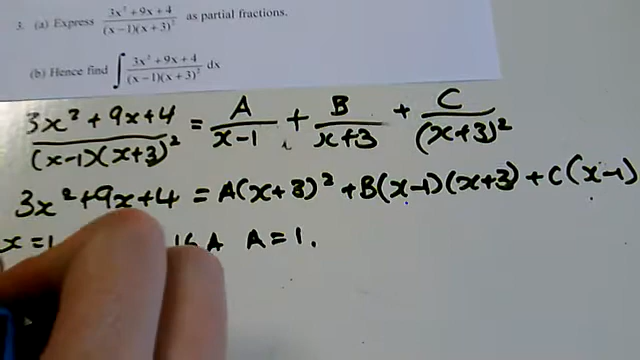 3. (a) Express (3x² + 9x + 4)/((x − 1)(x + 3)²) as partial fractions.
(b) Hence find ∫ (3x² + 9x + 4)/((x − 1)(x + 3)²) dx
(3x² + 9x + 4)/((x−1)(x+3)²) = A/(x−1) + B/(x+3) + C/(x+3)²
3x² + 9x + 4 = A(x+3)² + B(x−1)(x+3) + C(x−1)
x = 1 16A A = 1.